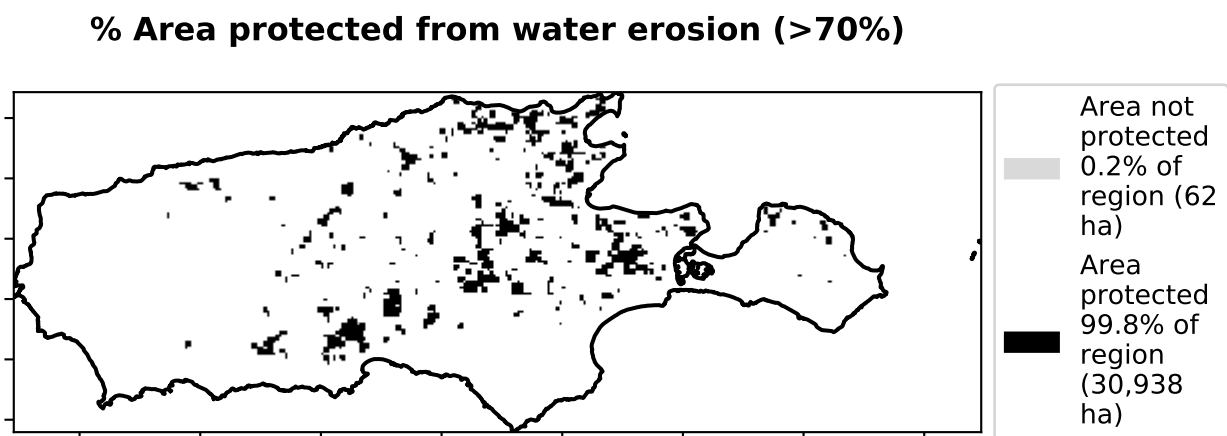 % Area protected from water erosion (>70%)
Area not
protected
0.2% of
region (62
ha)
Area
protected
99.8% of
region
(30,938
ha)